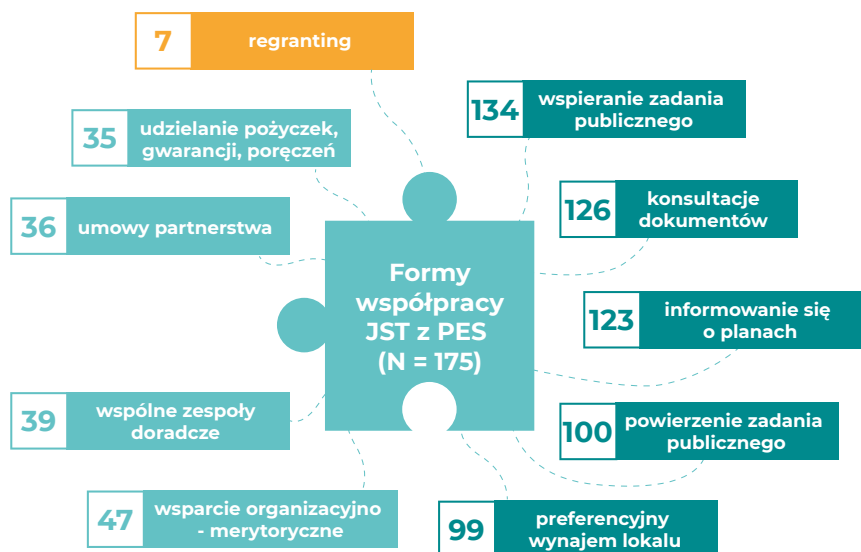 7
regranting
134
wspieranie zadania
publicznego
35
udzielanie pożyczek,
gwarancji, poręczeń
126
konsultacje
dokumentów
36
umowy partnerstwa
Formy
współpracy
JST z PES
(N = 175)
123
informowanie się
o planach
39
wspólne zespoły
doradcze
100
powierzenie zadania
publicznego
47
wsparcie organizacyjno
- merytoryczne
99
preferencyjny
wynajem lokalu